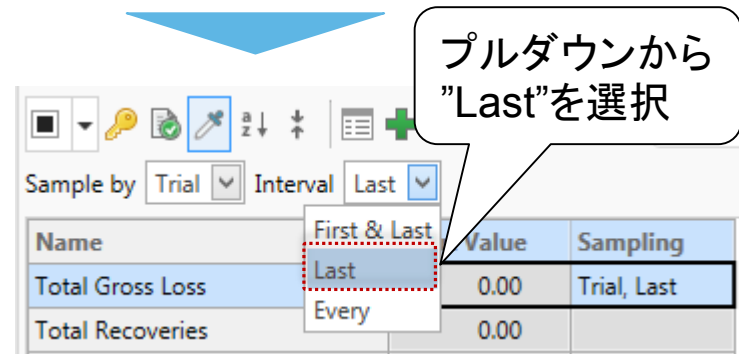 プルダウンから
”Last”を選択
Sample by Trial Interval Last
First & Last
Last
Every
Name Value Sampling
Total Gross Loss 0.00 Trial, Last
Total Recoveries 0.00